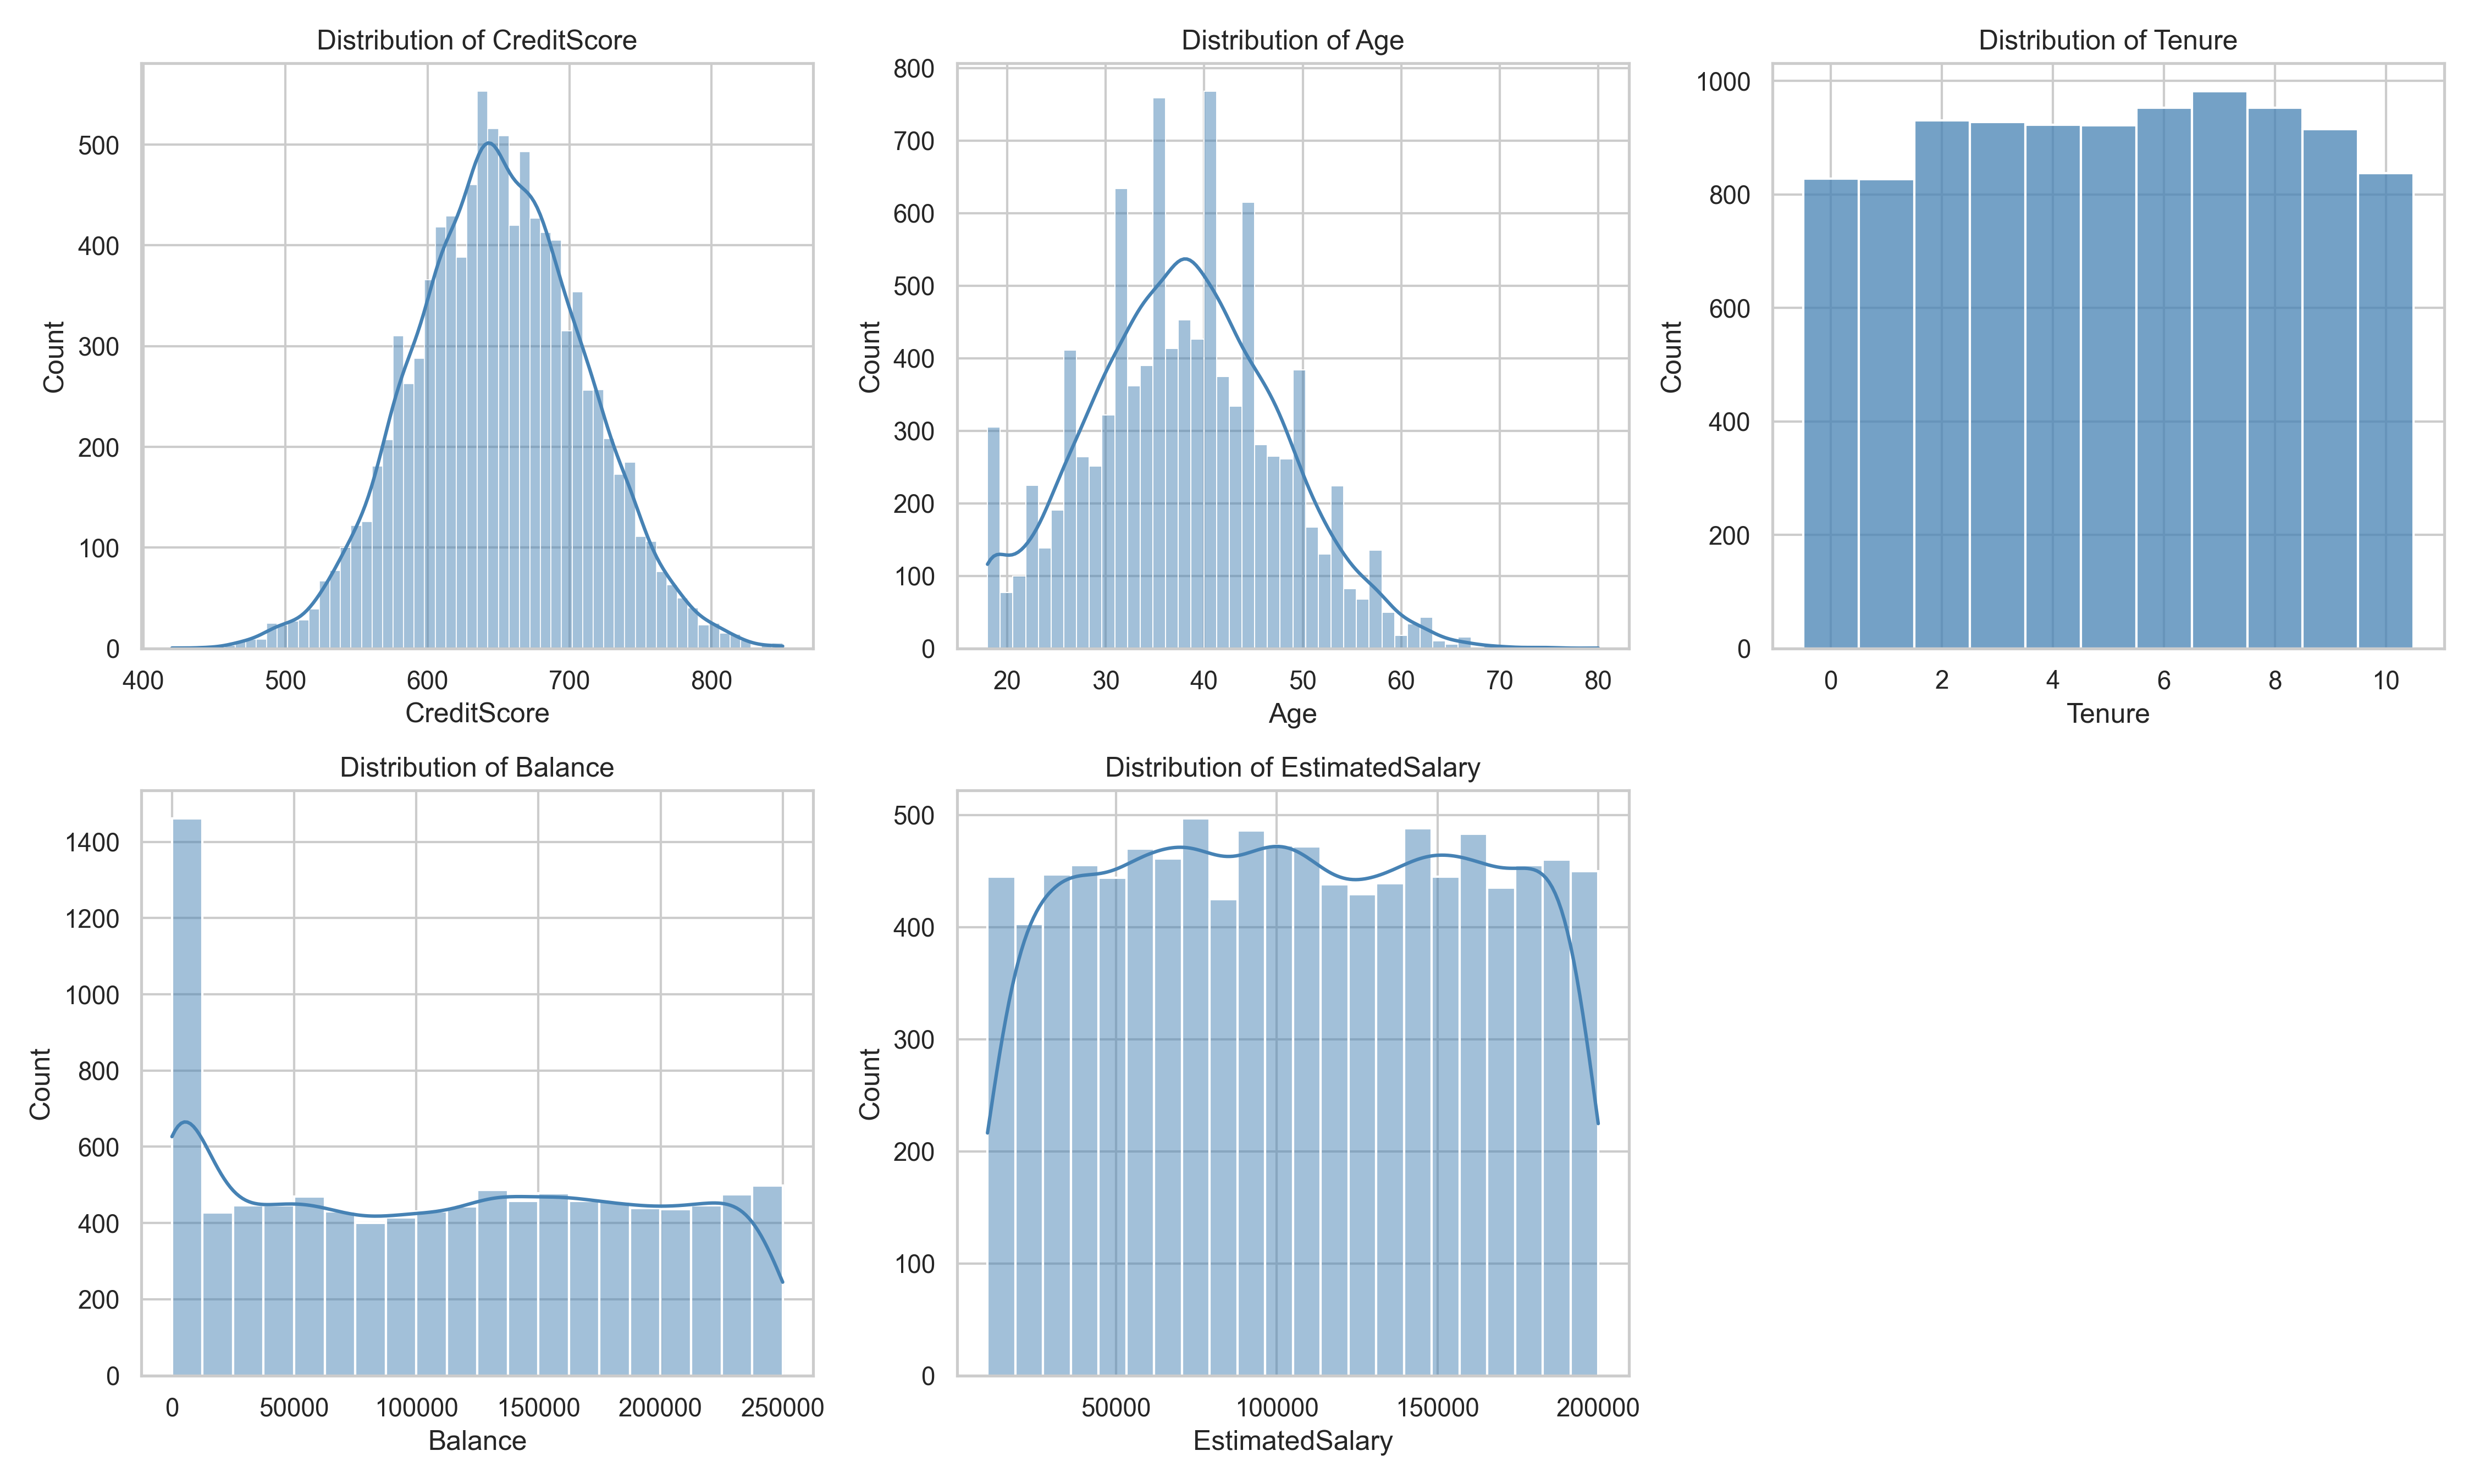 Distribution of CreditScore
500
400
300
200
100
0
Count
400 500 600 700 800
CreditScore
Distribution of Age
800
700
600
500
400
300
200
100
0
Count
20 30 40 50 60 70 80
Age
Distribution of Tenure
1000
800
600
400
200
0
Count
0 2 4 6 8 10
Tenure
Distribution of Balance
1400
1200
1000
800
600
400
200
0
Count
0 50000 100000 150000 200000 250000
Balance
Distribution of EstimatedSalary
500
400
300
200
100
0
Count
50000 100000 150000 200000
EstimatedSalary